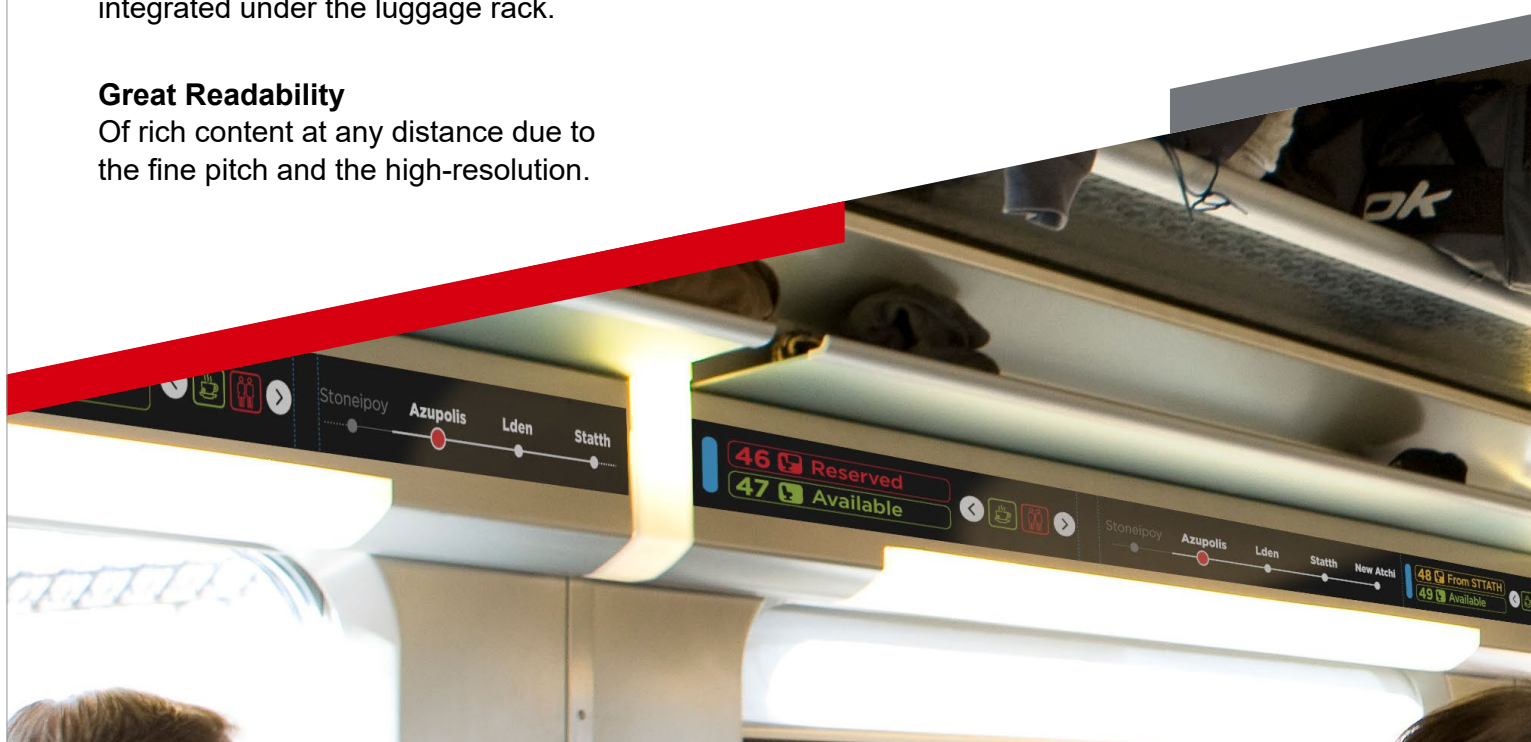 integrated under the luggage rack.
Great Readability
Of rich content at any distance due to
the fine pitch and the high-resolution.
ok
Stoneipoy
Azupolis
Lden
Statth
46 Reserved
47 Available
Stoneipoy
Azupolis
Lden
Statth
New Atchi
48 From STTATH
49 Available